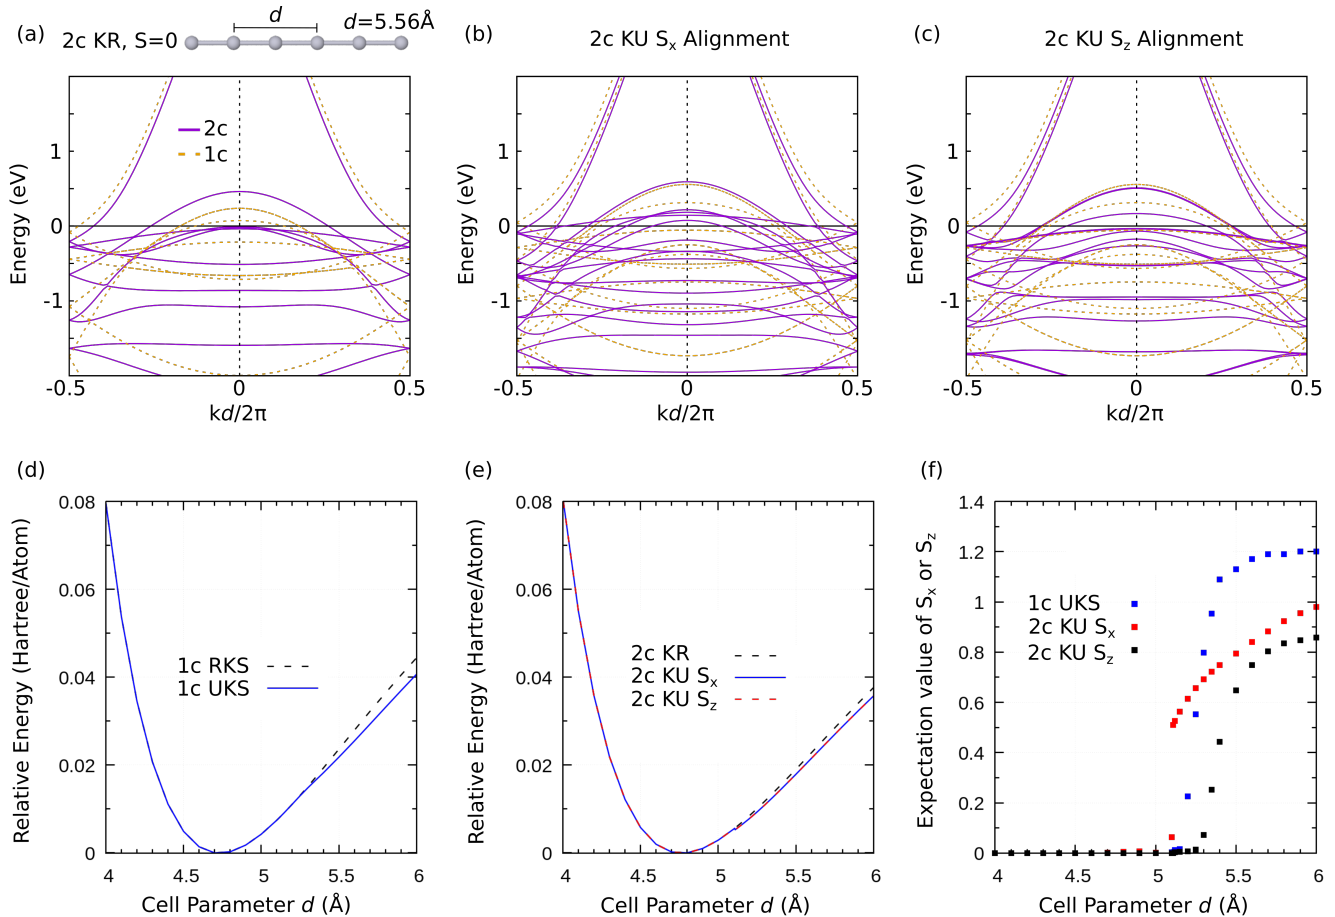 (a)
2c KR, S=0
d
d=5.56Å
(b)
2c KU Sx Alignment
(c)
2c KU Sz Alignment
Energy (eV)
1
0
-1
2c
1c
-0.5
0
0.5
kd/2π
Energy (eV)
1
0
-1
-0.5
0
0.5
kd/2π
Energy (eV)
1
0
-1
-0.5
0
0.5
kd/2π
(d)
Relative Energy (Hartree/Atom)
0.08
0.06
0.04
0.02
0
1c RKS
1c UKS
4
4.5
5
5.5
6
Cell Parameter d (Å)
(e)
Relative Energy (Hartree/Atom)
0.08
0.06
0.04
0.02
0
2c KR
2c KU Sx
2c KU Sz
4
4.5
5
5.5
6
Cell Parameter d (Å)
(f)
Expectation value of Sx or Sz
1.4
1.2
1
0.8
0.6
0.4
0.2
0
1c UKS
2c KU Sx
2c KU Sz
4
4.5
5
5.5
6
Cell Parameter d (Å)